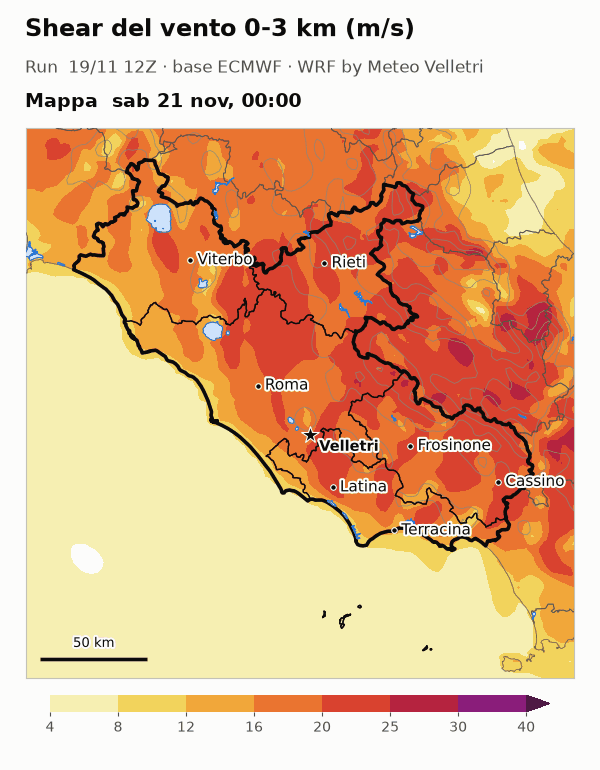 Shear del vento 0-3 km (m/s)
Run  19/11 12Z · base ECMWF · WRF by Meteo Velletri
Mappa  sab 21 nov, 00:00
Viterbo
Rieti
Roma
Velletri
Frosinone
Latina
Cassino
Terracina
50 km
4 8 12 16 20 25 30 40